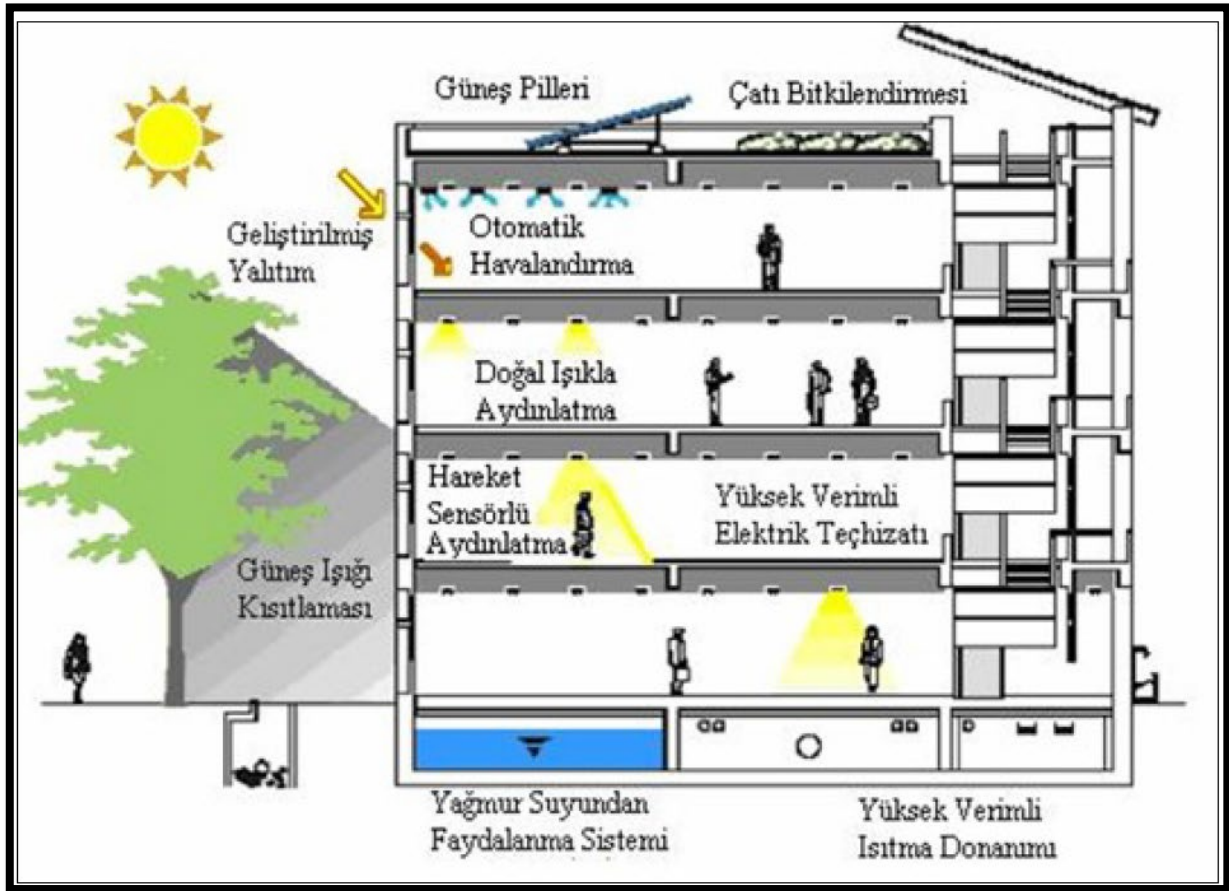 Güneş Pilleri
Çatı Bitkilendirmesi
Geliştirilmiş
Yalıtım
Otomatik
Havalandırma
Doğal Işıkla
Aydınlatma
Hareket
Sensörlü
Aydınlatma
Yüksek Verimli
Elektrik Teçhizatı
Güneş Işığı
Kısıtlaması
Yağmur Suyundan
Faydalanma Sistemi
Yüksek Verimli
Isıtma Donanımı